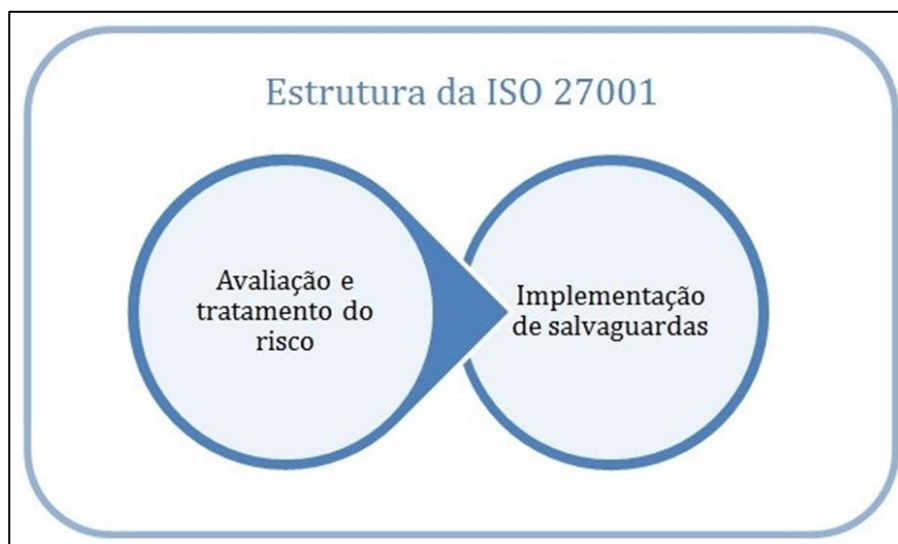 Estrutura da ISO 27001
Avaliação e
tratamento do
risco
Implementação
de salvaguardas